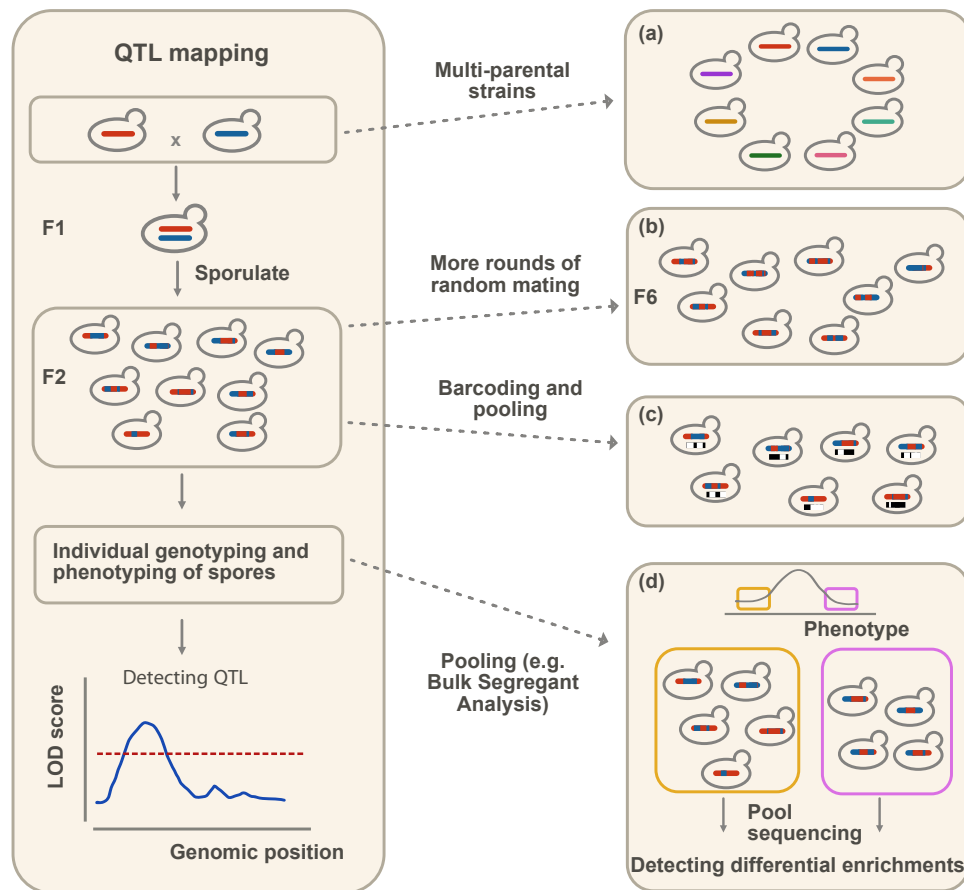 QTL mapping
x
F1
Sporulate
F2
Individual genotyping and
phenotyping of spores
Detecting QTL
LOD score
Genomic position
Multi-parental
strains
More rounds of
random mating
Barcoding and
pooling
Pooling (e.g.
Bulk Segregant
Analysis)
(a)
(b)
F6
(c)
(d)
Phenotype
Pool
sequencing
Detecting differential enrichments